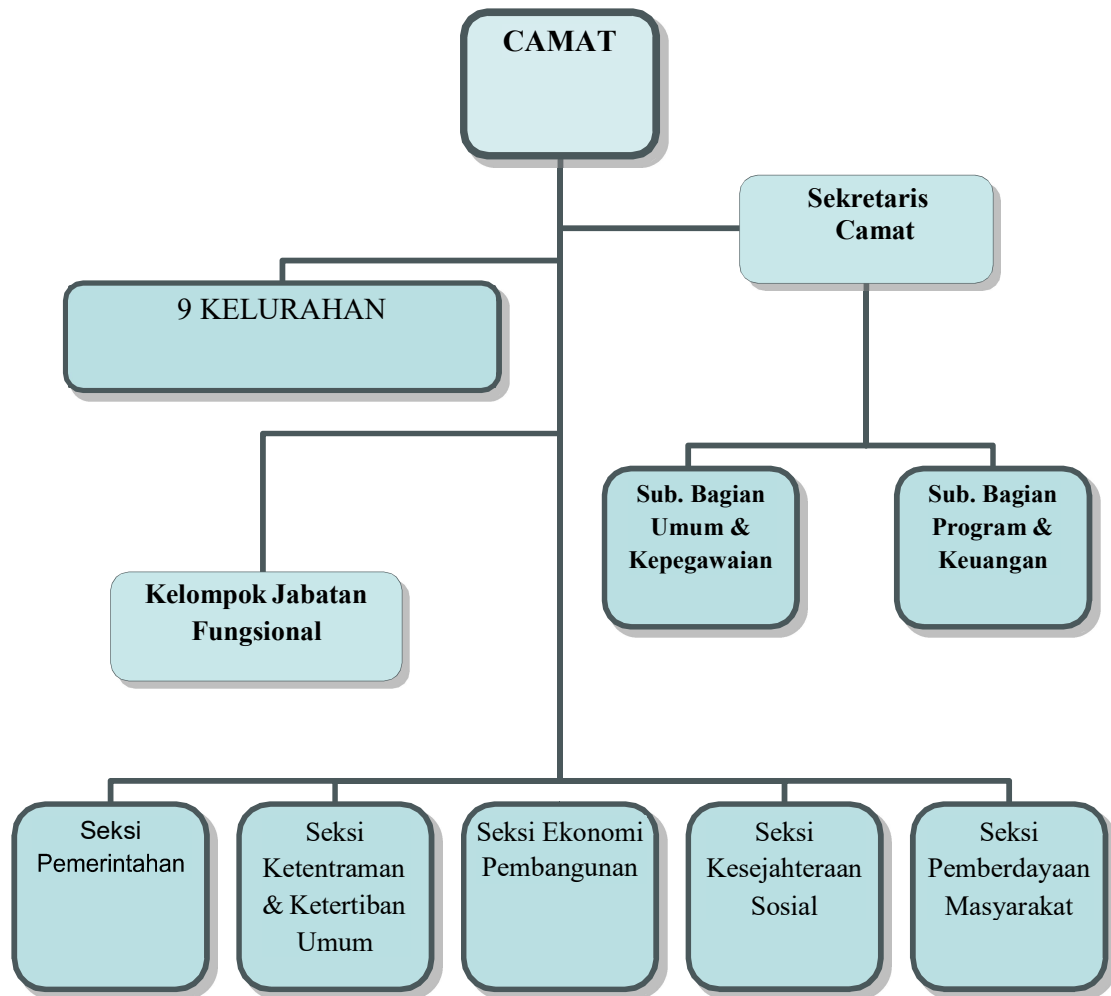 CAMAT
Sekretaris
Camat
9 KELURAHAN
Sub. Bagian
Umum &
Kepegawaian
Sub. Bagian
Program &
Keuangan
Kelompok Jabatan
Fungsional
Seksi
Pemerintahan
Seksi
Ketentraman
& Ketertiban
Umum
Seksi Ekonomi
Pembangunan
Seksi
Kesejahteraan
Sosial
Seksi
Pemberdayaan
Masyarakat